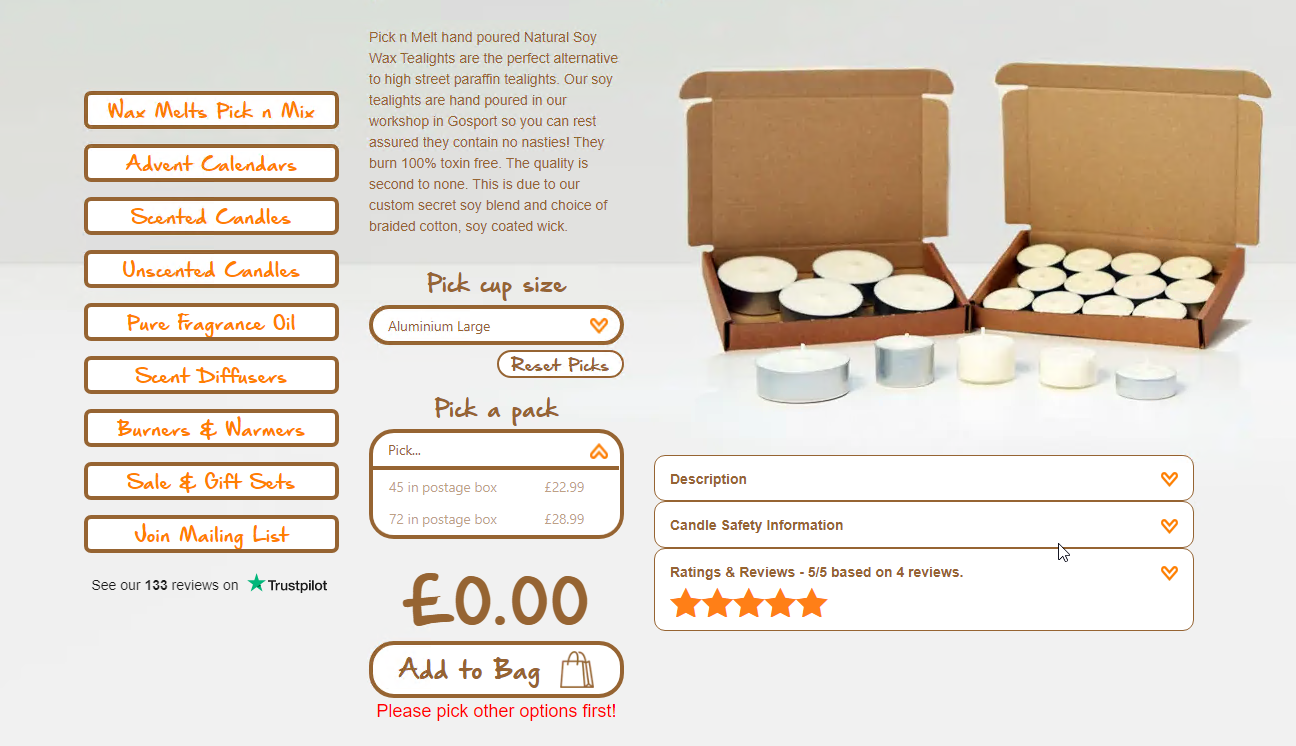 Wax Melts Pick n Mix
Advent Calendars
Scented Candles
Unscented Candles
Pure Fragrance Oil
Scent Diffusers
Burners & Warmers
Sale & Gift Sets
Join Mailing List
See our 133 reviews on Trustpilot
Pick n Melt hand poured Natural Soy
Wax Tealights are the perfect alternative
to high street paraffin tealights. Our soy
tealights are hand poured in our
workshop in Gosport so you can rest
assured they contain no nasties! They
burn 100% toxin free. The quality is
second to none. This is due to our
custom secret soy blend and choice of
braided cotton, soy coated wick.
Pick cup size
Aluminium Large
Reset Picks
Pick a pack
Pick...
45 in postage box £22.99
72 in postage box £28.99
£0.00
Add to Bag
Please pick other options first!
Description
Candle Safety Information
Ratings & Reviews - 5/5 based on 4 reviews.